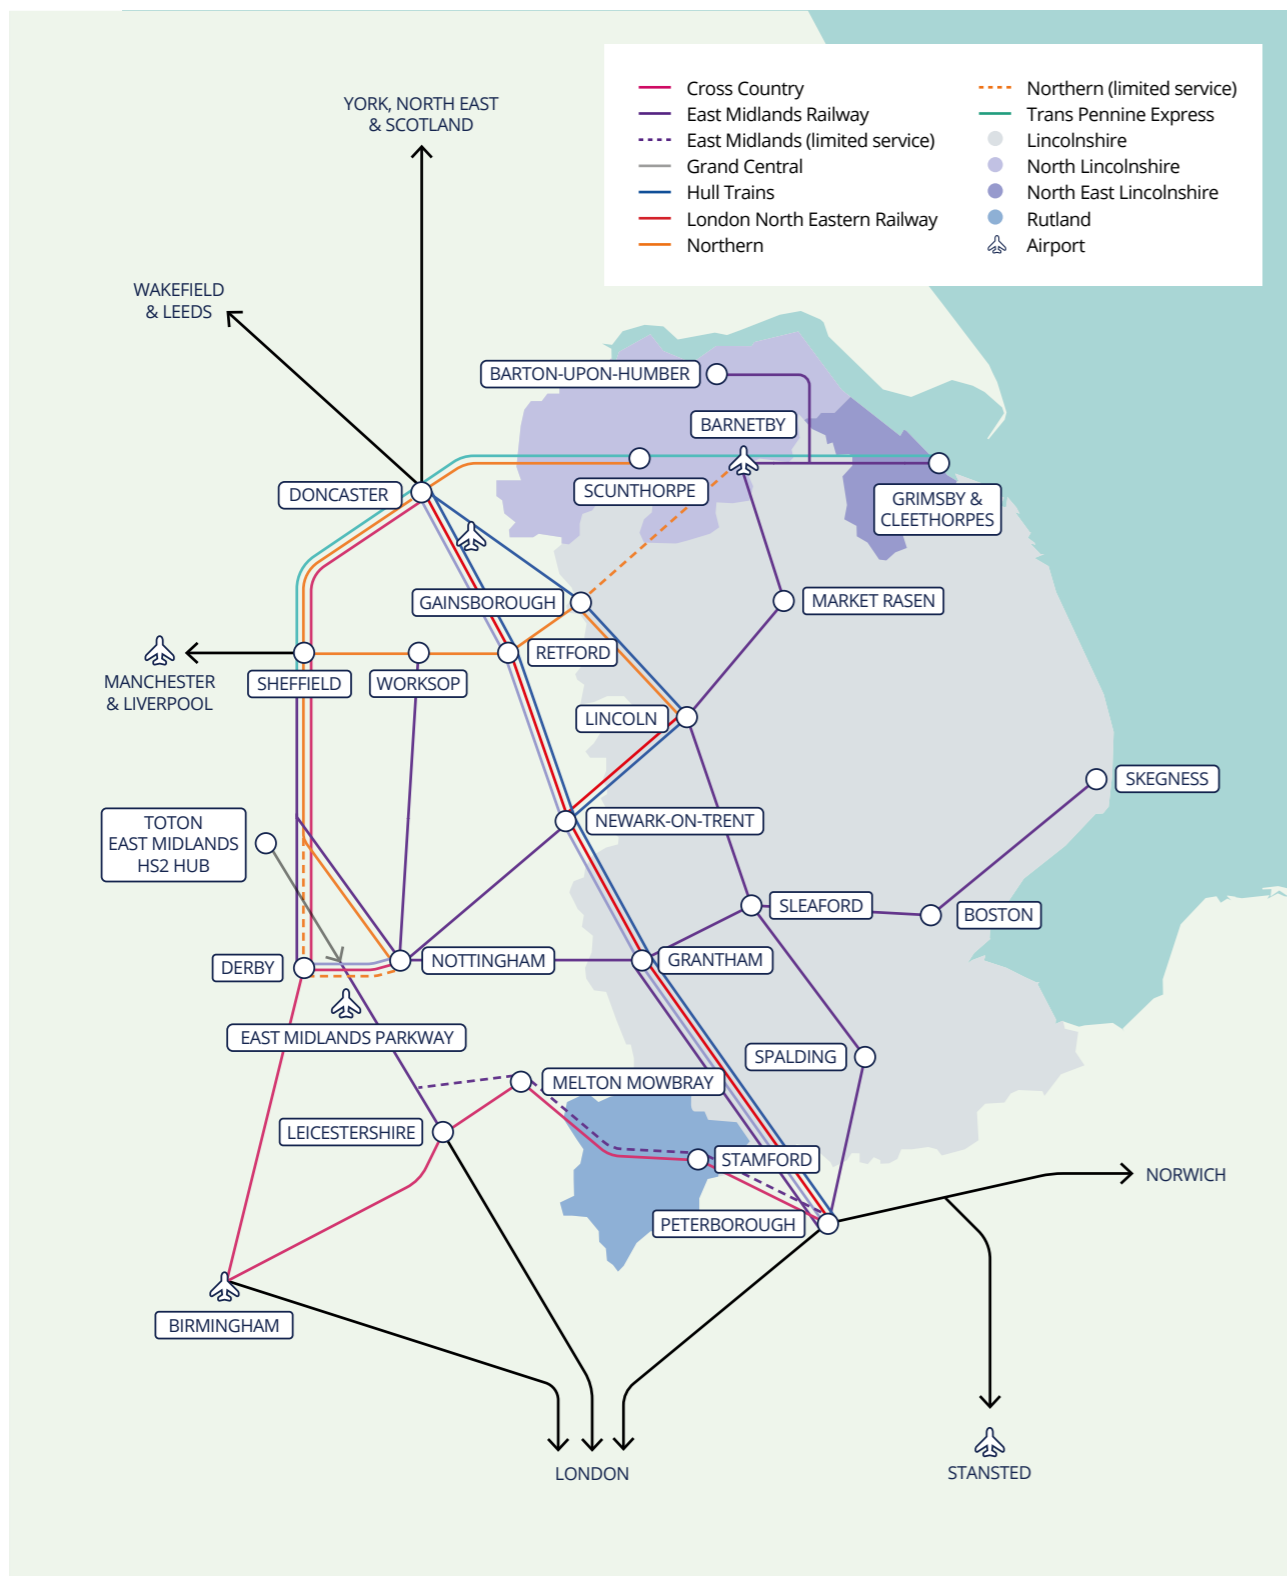 Cross Country
East Midlands Railway
East Midlands (limited service)
Grand Central
Hull Trains
London North Eastern Railway
Northern
Northern (limited service)
Trans Pennine Express
Lincolnshire
North Lincolnshire
North East Lincolnshire
Rutland
Airport
YORK, NORTH EAST
& SCOTLAND
WAKEFIELD
& LEEDS
BARTON-UPON-HUMBER
BARNETBY
SCUNTHORPE
DONCASTER
GRIMSBY &
CLEETHORPES
GAINSBOROUGH
MARKET RASEN
RETFORD
MANCHESTER
& LIVERPOOL
SHEFFIELD
WORKSOP
LINCOLN
SKEGNESS
TOTON
EAST MIDLANDS
HS2 HUB
NEWARK-ON-TRENT
SLEAFORD
BOSTON
DERBY
NOTTINGHAM
GRANTHAM
EAST MIDLANDS PARKWAY
SPALDING
MELTON MOWBRAY
LEICESTERSHIRE
STAMFORD
NORWICH
PETERBOROUGH
BIRMINGHAM
LONDON
STANSTED